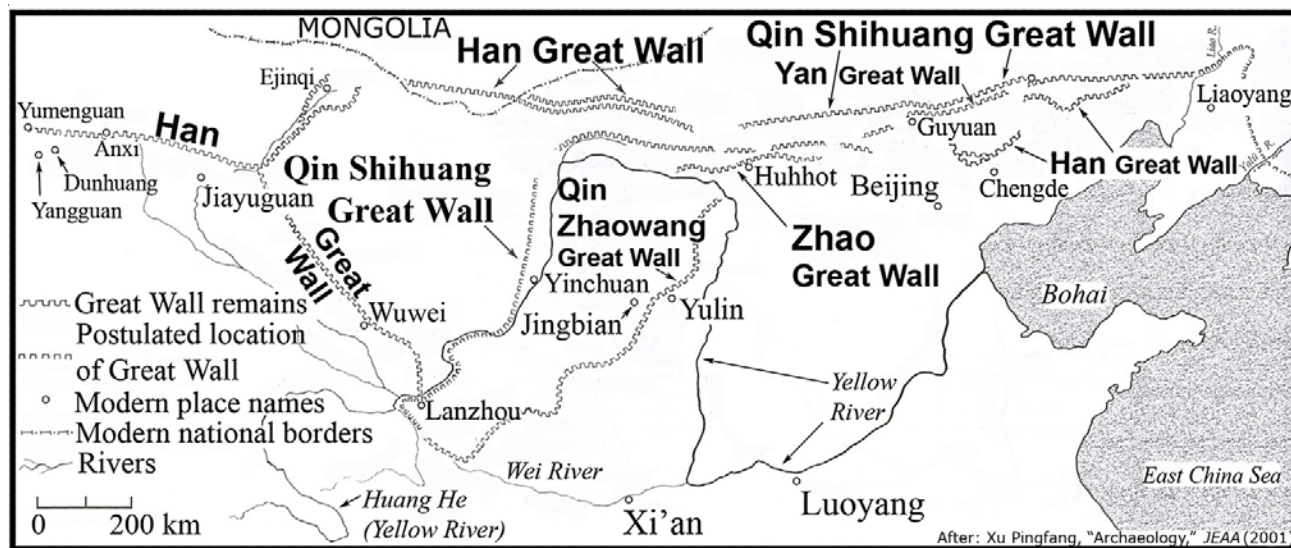 MONGOLIA
Han Great Wall
Qin Shihuang Great Wall
Yan Great Wall
Liao R.
Ejinqi
Yumenguan
Han
Anxi
Guyuan
Liaoyang
Dunhuang
Yangguan
Jiayuguan
Qin Shihuang
Great Wall
Qin
Zhaowang
Great Wall
Huhhot
Beijing
Chengde
Han Great Wall
Yalu R.
Zhao
Great Wall
Great
Wall
Wuwei
Yinchuan
Jingbian
Yulin
Bohai
Great Wall remains
Postulated location
of Great Wall
Modern place names
Modern national borders
Rivers
Lanzhou
Yellow
River
Wei River
Luoyang
East China Sea
0 200 km
Huang He
(Yellow River)
Xi'an
After: Xu Pingfang, "Archaeology," JEAA (2001)